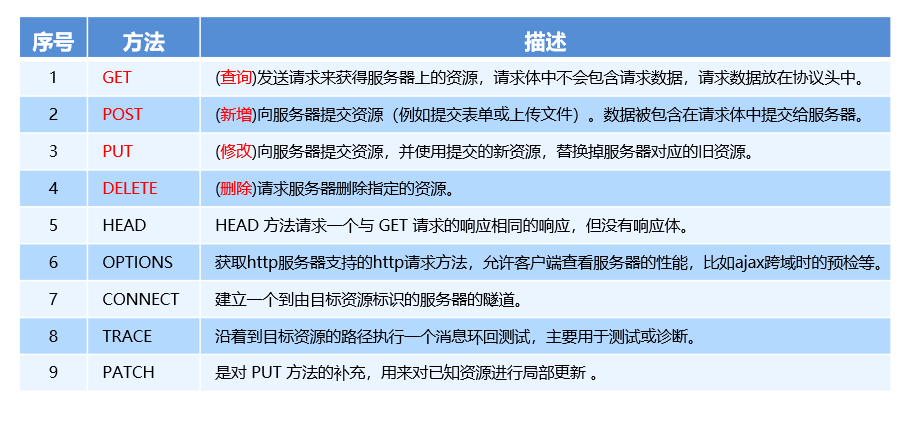 序号 方法 描述
1 GET (查询)发送请求来获得服务器上的资源，请求体中不会包含请求数据，请求数据放在协议头中。
2 POST (新增)向服务器提交资源（例如提交表单或上传文件）。数据被包含在请求体中提交给服务器。
3 PUT (修改)向服务器提交资源，并使用提交的新资源，替换掉服务器对应的旧资源。
4 DELETE (删除)请求服务器删除指定的资源。
5 HEAD HEAD 方法请求一个与 GET 请求的响应相同的响应，但没有响应体。
6 OPTIONS 获取http服务器支持的http请求方法，允许客户端查看服务器的性能，比如ajax跨域时的预检等。
7 CONNECT 建立一个到由目标资源标识的服务器的隧道。
8 TRACE 沿着到目标资源的路径执行一个消息环回测试，主要用于测试或诊断。
9 PATCH 是对 PUT 方法的补充，用来对已知资源进行局部更新 。